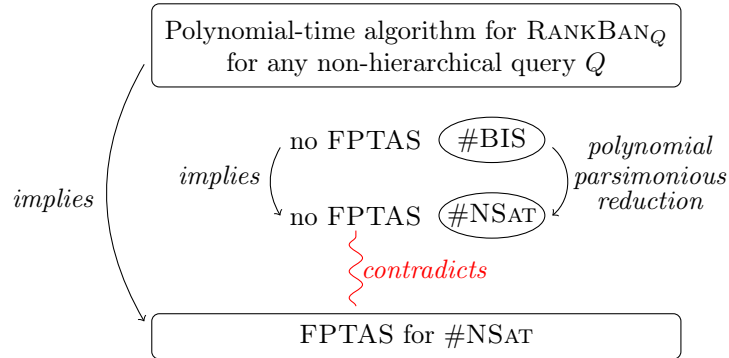 Polynomial-time algorithm for RANKBAN_Q
for any non-hierarchical query Q
no FPTAS #BIS
polynomial
parsimonious
reduction
implies
implies
no FPTAS #NSAT
contradicts
FPTAS for #NSAT